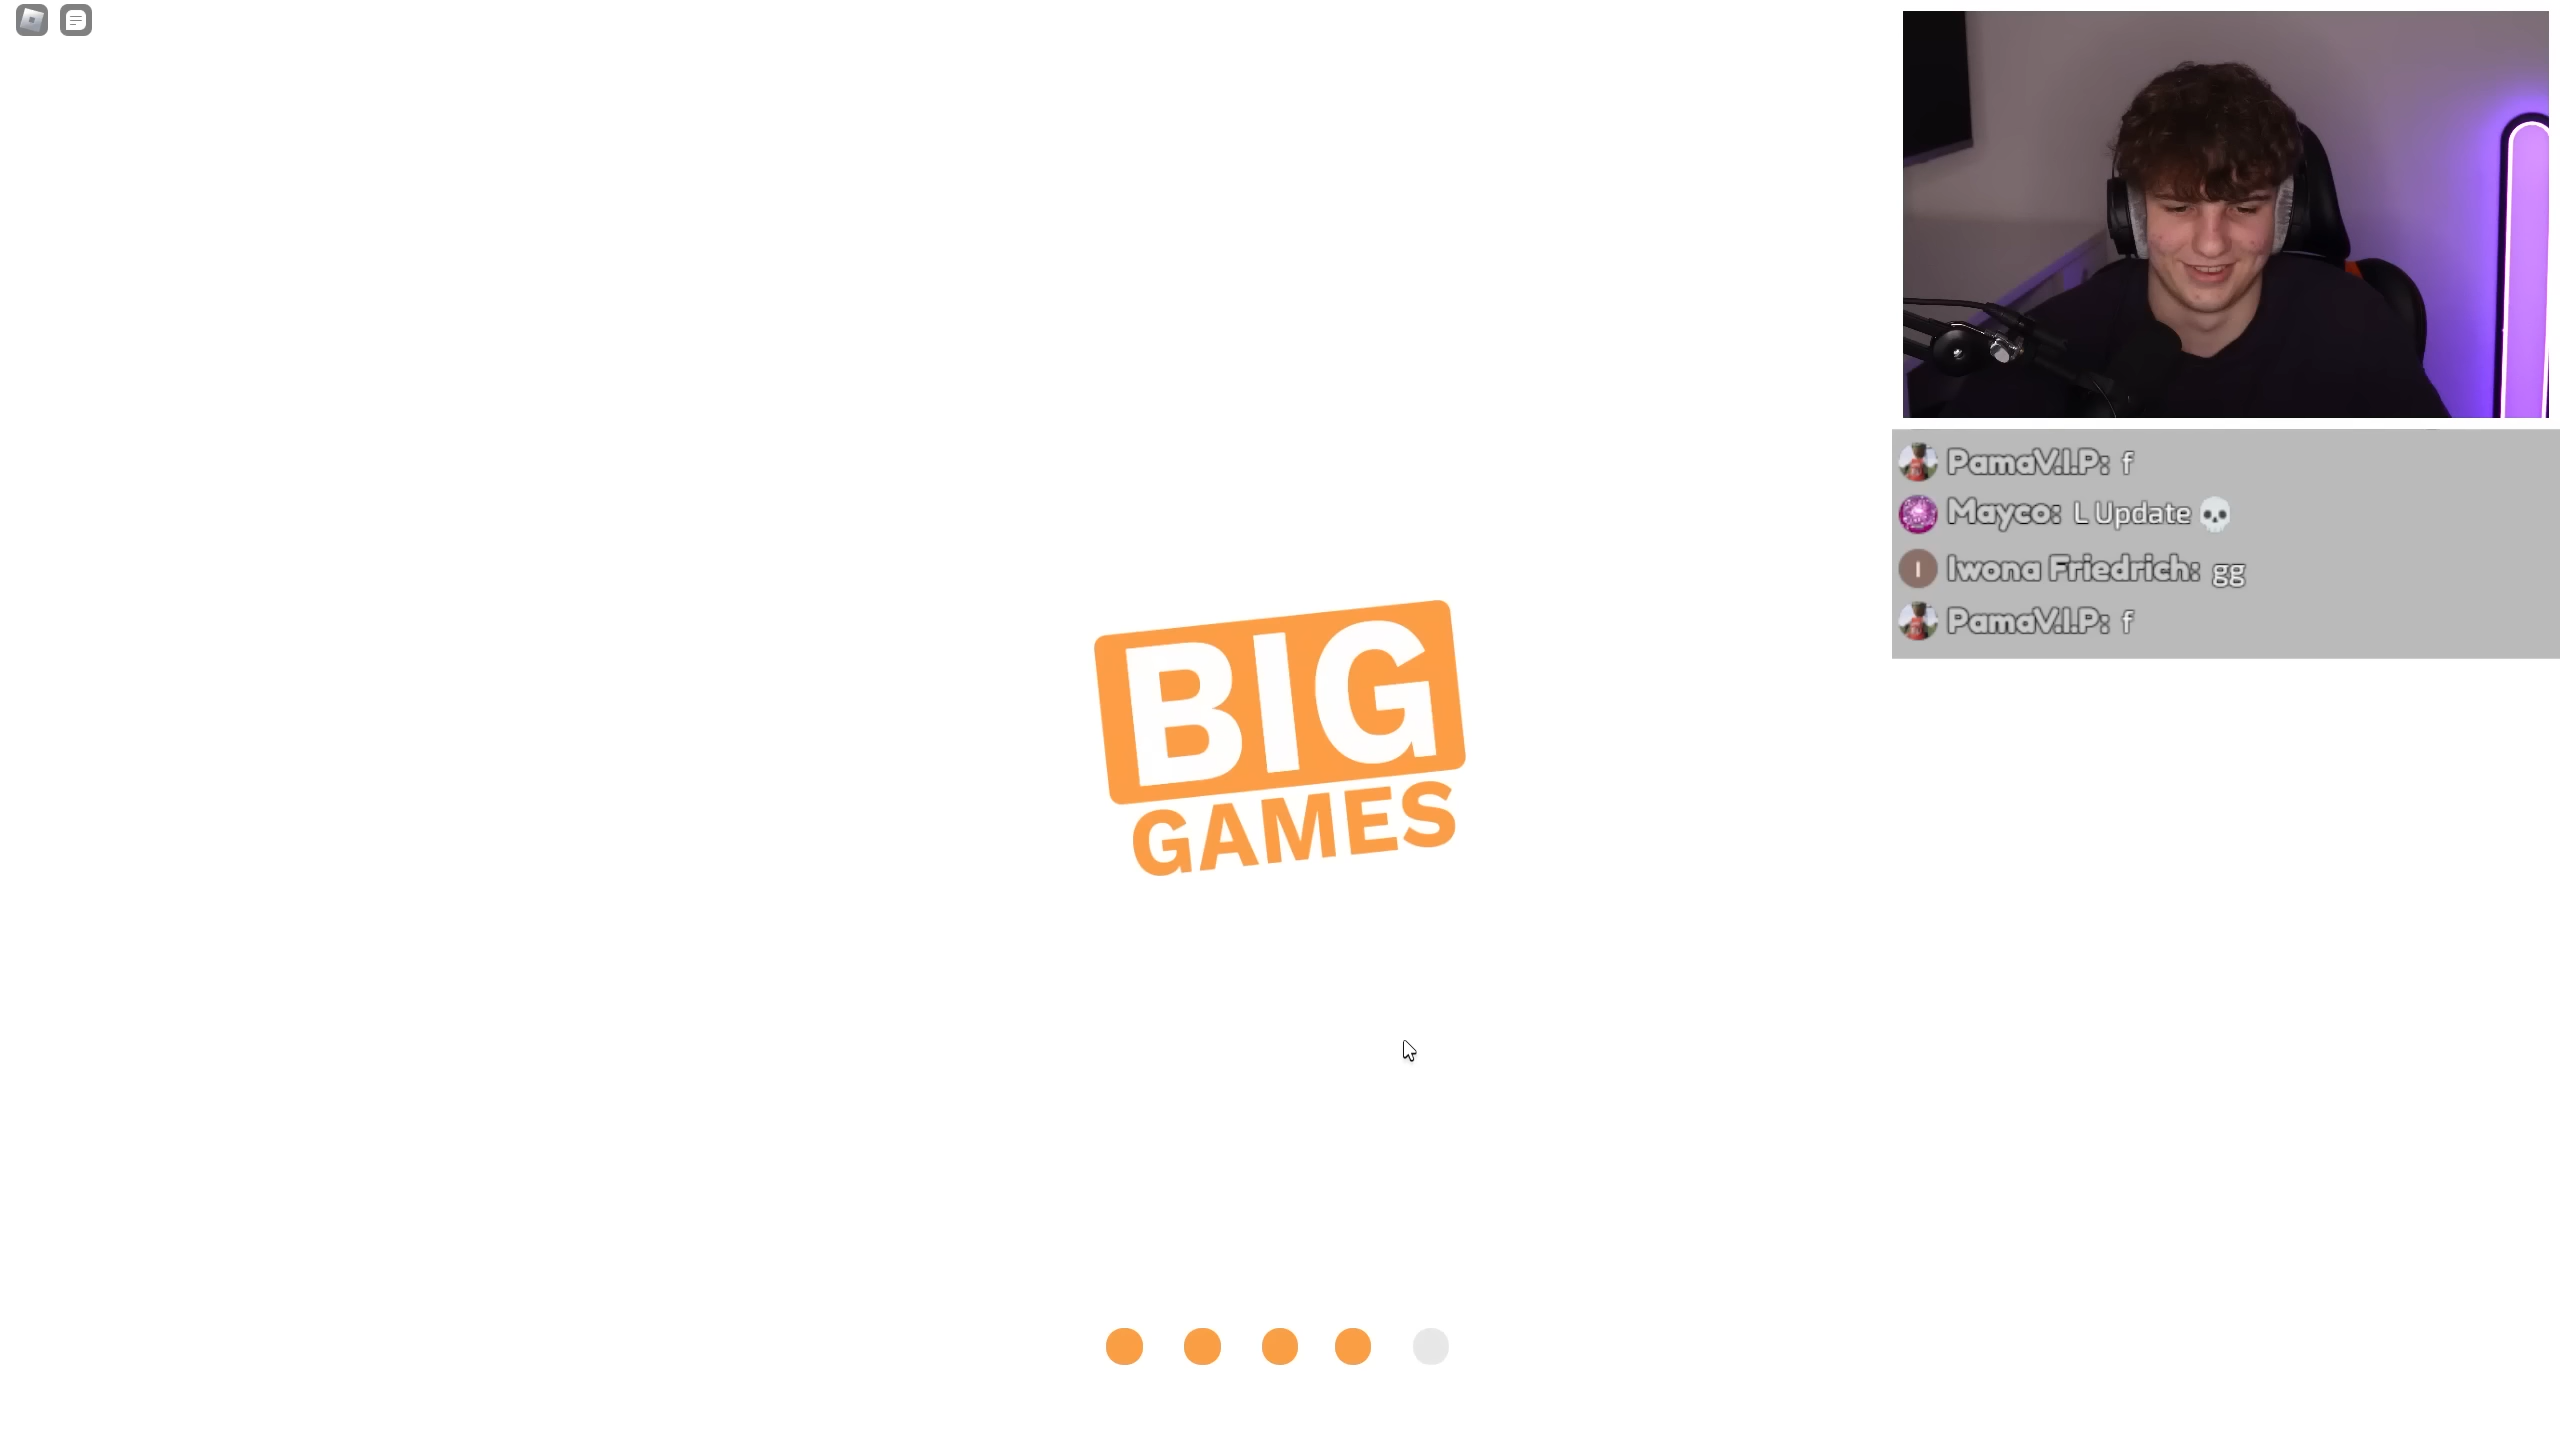 BIG
GAMES
PamaV.I.P: f
Mayco: L Update 💀
I Iwona Friedrich: gg
PamaV.I.P: f